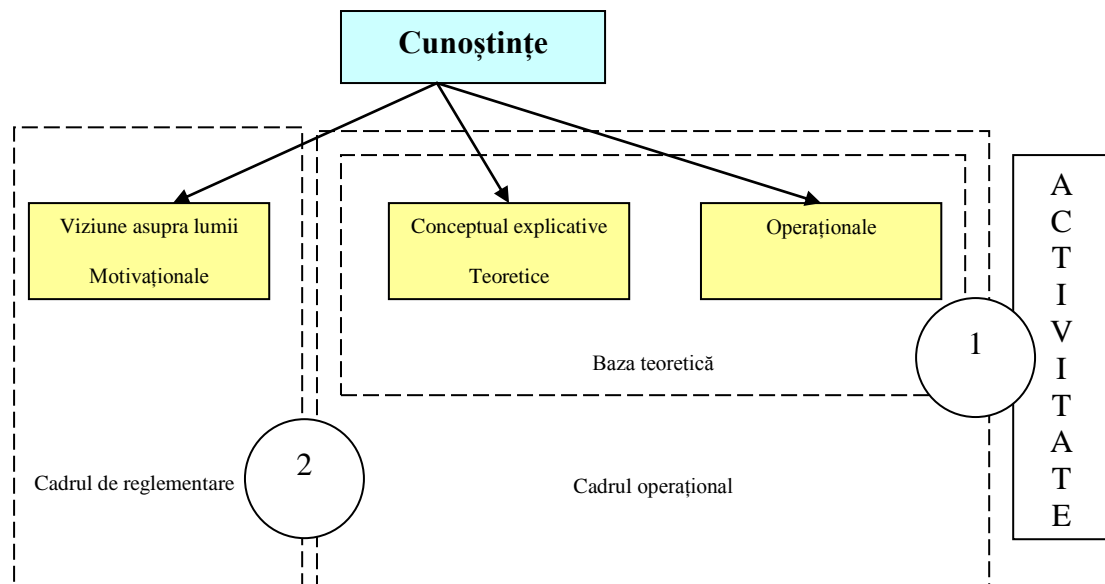 Cunoștințe
Viziune asupra lumii
Motivaționale
Conceptual explicative
Teoretice
Operaționale
Baza teoretică
1
Cadrul de reglementare
2
Cadrul operațional
A
C
T
I
V
I
T
A
T
E